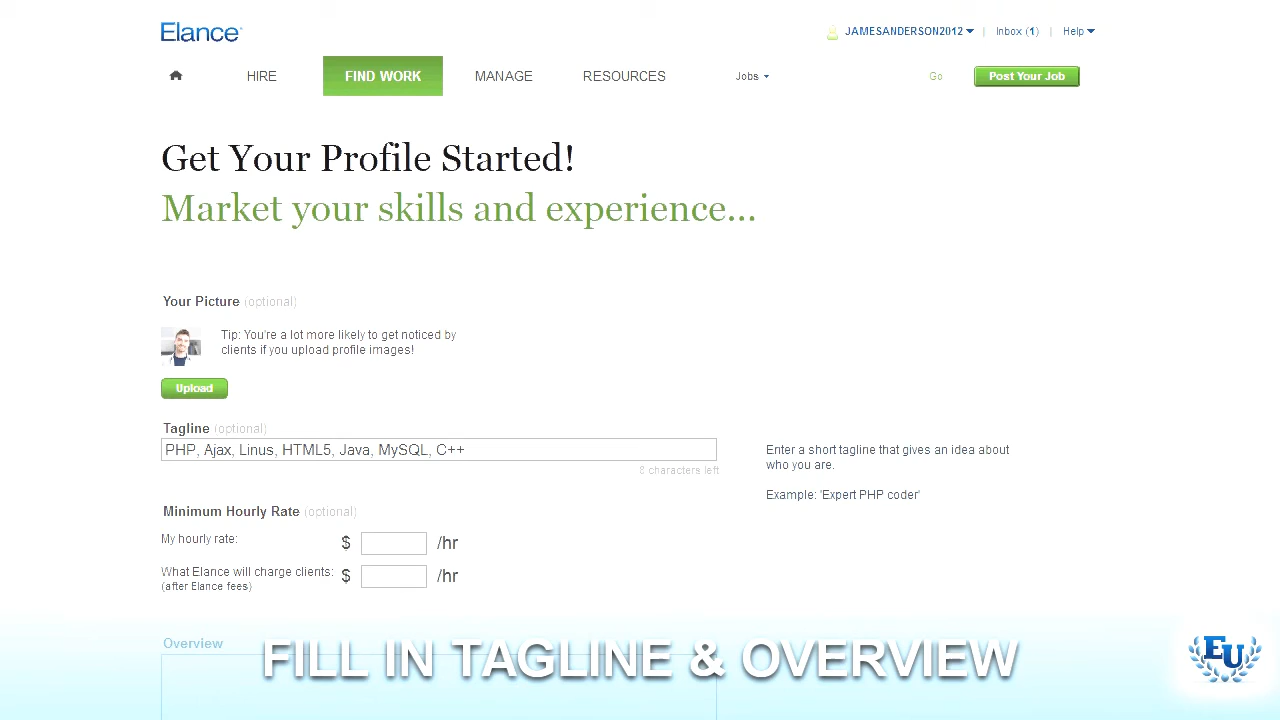 Elance
JAMESANDERSON2012 | Inbox (1) | Help
HIRE FIND WORK MANAGE RESOURCES Jobs Go Post Your Job
Get Your Profile Started!
Market your skills and experience...
Your Picture (optional)
Tip: You're a lot more likely to get noticed by
clients if you upload profile images!
Upload
Tagline (optional)
PHP, Ajax, Linus, HTML5, Java, MySQL, C++
8 characters left
Enter a short tagline that gives an idea about
who you are.
Example: 'Expert PHP coder'
Minimum Hourly Rate (optional)
My hourly rate: $ /hr
What Elance will charge clients: $ /hr
(after Elance fees)
Overview
FILL IN TAGLINE & OVERVIEW
EU